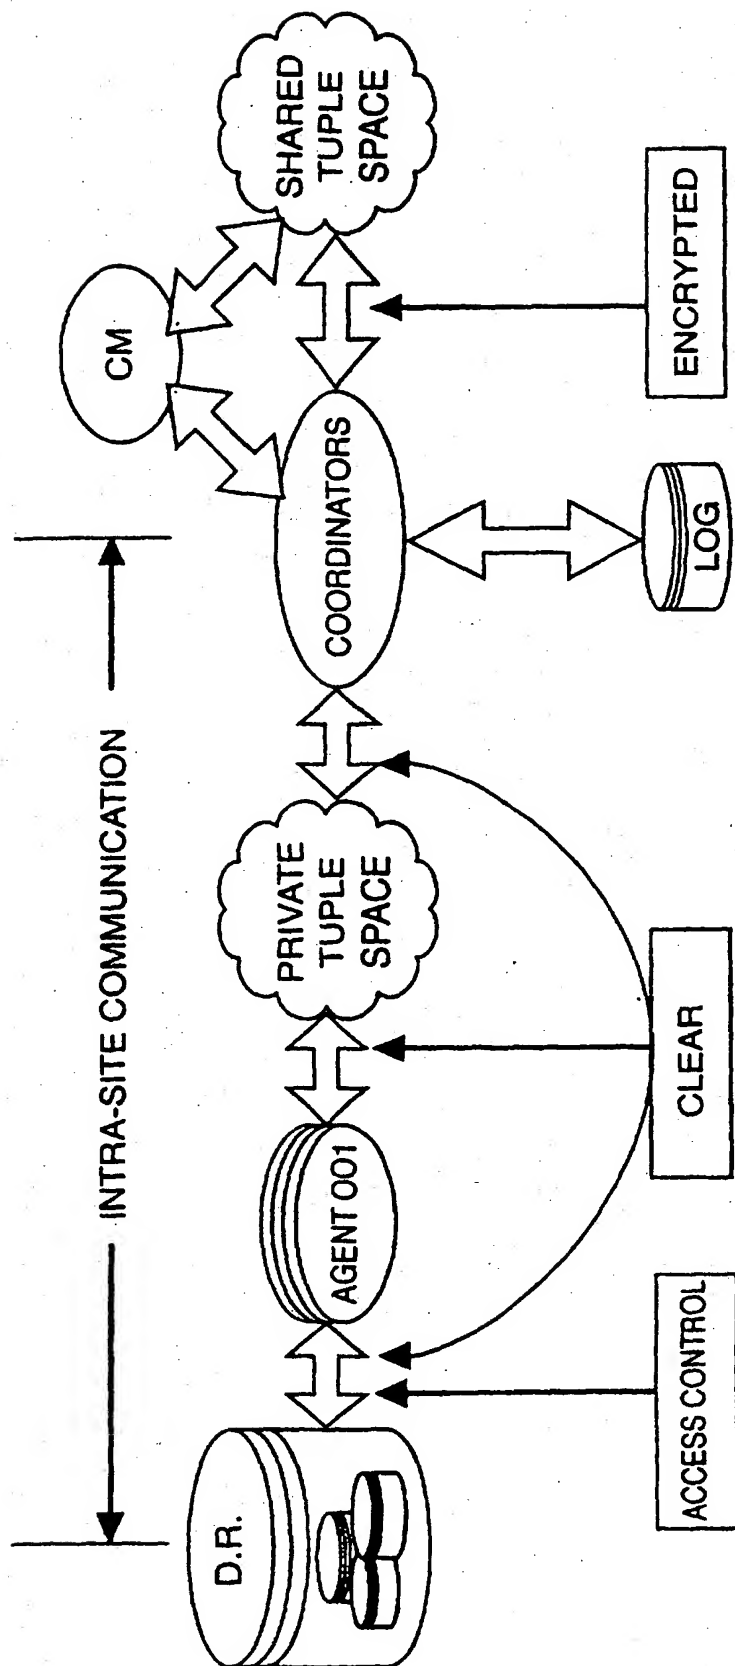 INTRA-SITE COMMUNICATION
D.R.
AGENT 001
PRIVATE
TUPLE
SPACE
COORDINATORS
CM
SHARED
TUPLE
SPACE
ACCESS CONTROL
CLEAR
LOG
ENCRYPTED